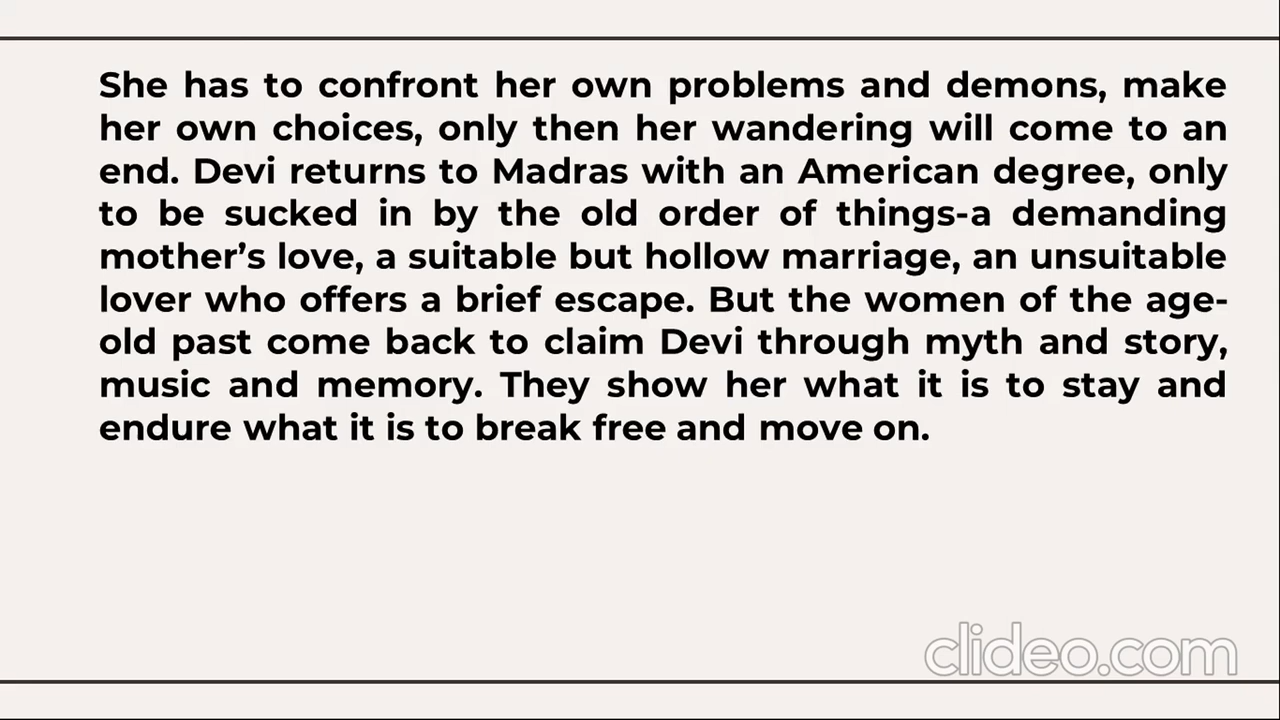 She has to confront her own problems and demons, make
her own choices, only then her wandering will come to an
end. Devi returns to Madras with an American degree, only
to be sucked in by the old order of things-a demanding
mother’s love, a suitable but hollow marriage, an unsuitable
lover who offers a brief escape. But the women of the age-
old past come back to claim Devi through myth and story,
music and memory. They show her what it is to stay and
endure what it is to break free and move on.
clideo.com